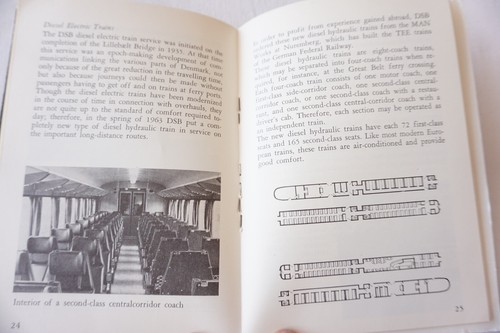 Diesel Electric Trains
The DSB diesel electric train service was initiated on the
completion of the Lillebælt Bridge in 1935. At that time
this service was an epoch-making development of com-
munications linking the various parts of Denmark, not
only because of the great reduction in the travelling time,
but also because journeys could then be made without
passengers having to get off and on trains at ferry ports.
Though the diesel electric trains have been modernized
in the course of time in connection with overhauls, they
are not quite up to the standard of comfort required to-
day; therefore, in the spring of 1963 DSB put a com-
pletely new type of diesel hydraulic train in service on
the important long-distance routes.
Interior of a second-class centralcorridor coach
24
In order to profit from experience gained abroad, DSB
these new diesel hydraulic trains from the MAN
Works at Nuremberg, which has built the TEE trains
German Federal Railway.
diesel hydraulic trains are eight-coach trains,
which may be separated into four-coach trains when
for instance, at the Great Belt ferry crossing.
Each four-coach train consists of one motor coach, one
first-class side-corridor coach, one second-class central-
corridor coach, or one second-class coach with a restau-
rant, and one second-class central-corridor coach with a
driver's cab. Therefore, each section may be operated as
an independent train.
The new diesel hydraulic trains have each 72 first-class
seats and 165 second-class seats. Like most modern Euro-
pean trains, these trains are air-conditioned and provide
good comfort.
25